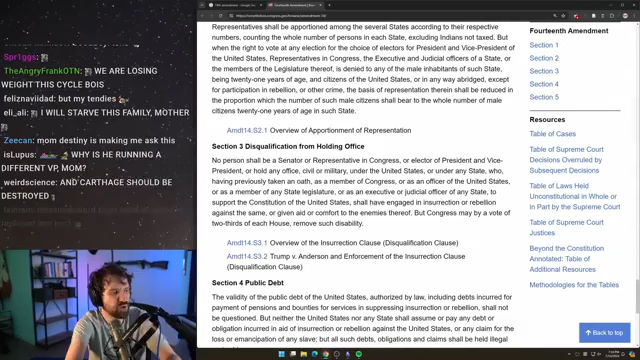 14th amendment - Google S
constitution.congress.gov/browse/amendment-14/
Spriggs:
TheAngryFrankOTN: WE ARE LOSING
WEIGHT THIS CYCLE BOIS
feliznaviidad: but my tendies
eli_ali: I WILL STARVE THIS FAMILY, MOTHER
Zeecan: mom destiny is making me ask this
isLupus: WHY IS HE RUNNING A
DIFFERENT VP, MOM?
weirdscience: AND CARTHAGE SHOULD BE
DESTROYED
Representatives shall be apportioned among the several States according to their respective
numbers, counting the whole number of persons in each State, excluding Indians not taxed. But
when the right to vote at any election for the choice of electors for President and Vice-President of
the United States, Representatives in Congress, the Executive and Judicial officers of a State, or
the members of the Legislature thereof, is denied to any of the male inhabitants of such State,
being twenty-one years of age, and citizens of the United States, or in any way abridged, except
for participation in rebellion, or other crime, the basis of representation therein shall be reduced in
the proportion which the number of such male citizens shall bear to the whole number of male
citizens twenty-one years of age in such State.
Amdt14.S2.1 Overview of Apportionment of Representation
Section 3 Disqualification from Holding Office
No person shall be a Senator or Representative in Congress, or elector of President and Vice-
President, or hold any office, civil or military, under the United States, or under any State, who,
having previously taken an oath, as a member of Congress, or as an officer of the United States,
or as a member of any State legislature, or as an executive or judicial officer of any State, to
support the Constitution of the United States, shall have engaged in insurrection or rebellion
against the same, or given aid or comfort to the enemies thereof. But Congress may by a vote of
two-thirds of each House, remove such disability.
Amdt14.S3.1 Overview of the Insurrection Clause (Disqualification Clause)
Amdt14.S3.2 Trump v. Anderson and Enforcement of the Insurrection Clause
(Disqualification Clause)
Section 4 Public Debt
The validity of the public debt of the United States, authorized by law, including debts incurred for
payment of pensions and bounties for services in suppressing insurrection or rebellion, shall not
be questioned. But neither the United States nor any State shall assume or pay any debt or
obligation incurred in aid of insurrection or rebellion against the United States, or any claim for the
loss or emancipation of any slave; but all such debts, obligations and claims shall be held illegal
Fourteenth Amendment
Section 1
Section 2
Section 3
Section 4
Section 5
Resources
Table of Cases
Table of Supreme Court
Decisions Overruled by
Subsequent Decisions
Table of Laws Held
Unconstitutional in Whole or
in Part by the Supreme Court
Table of Supreme Court
Justices
Beyond the Constitution
Annotated: Table of
Additional Resources
Methodologies for the Tables
Back to top